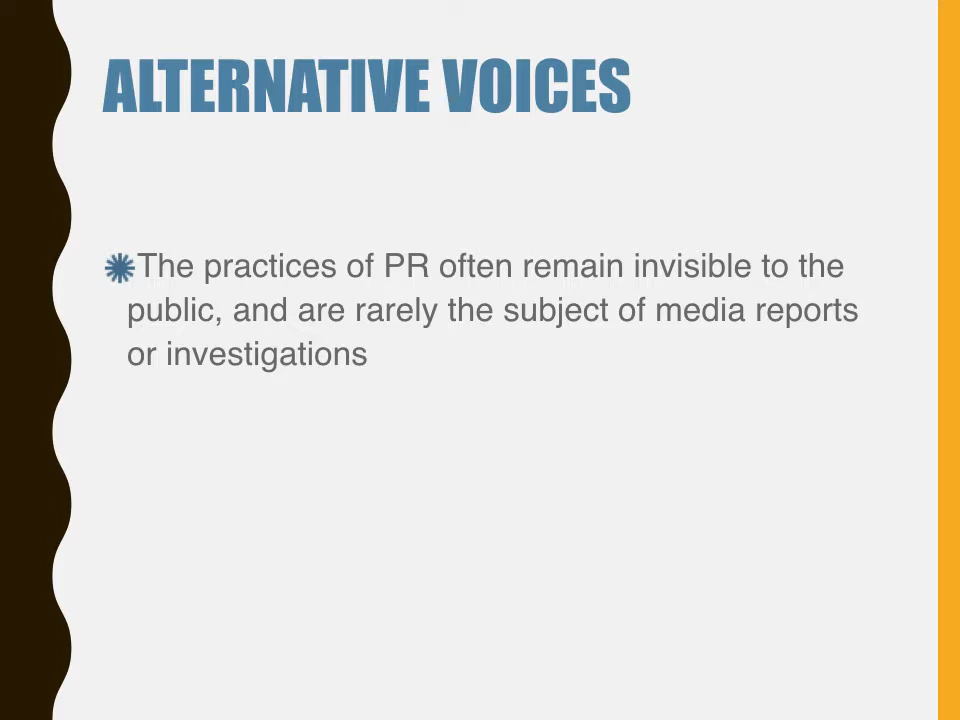 ALTERNATIVE VOICES
The practices of PR often remain invisible to the
public, and are rarely the subject of media reports
or investigations